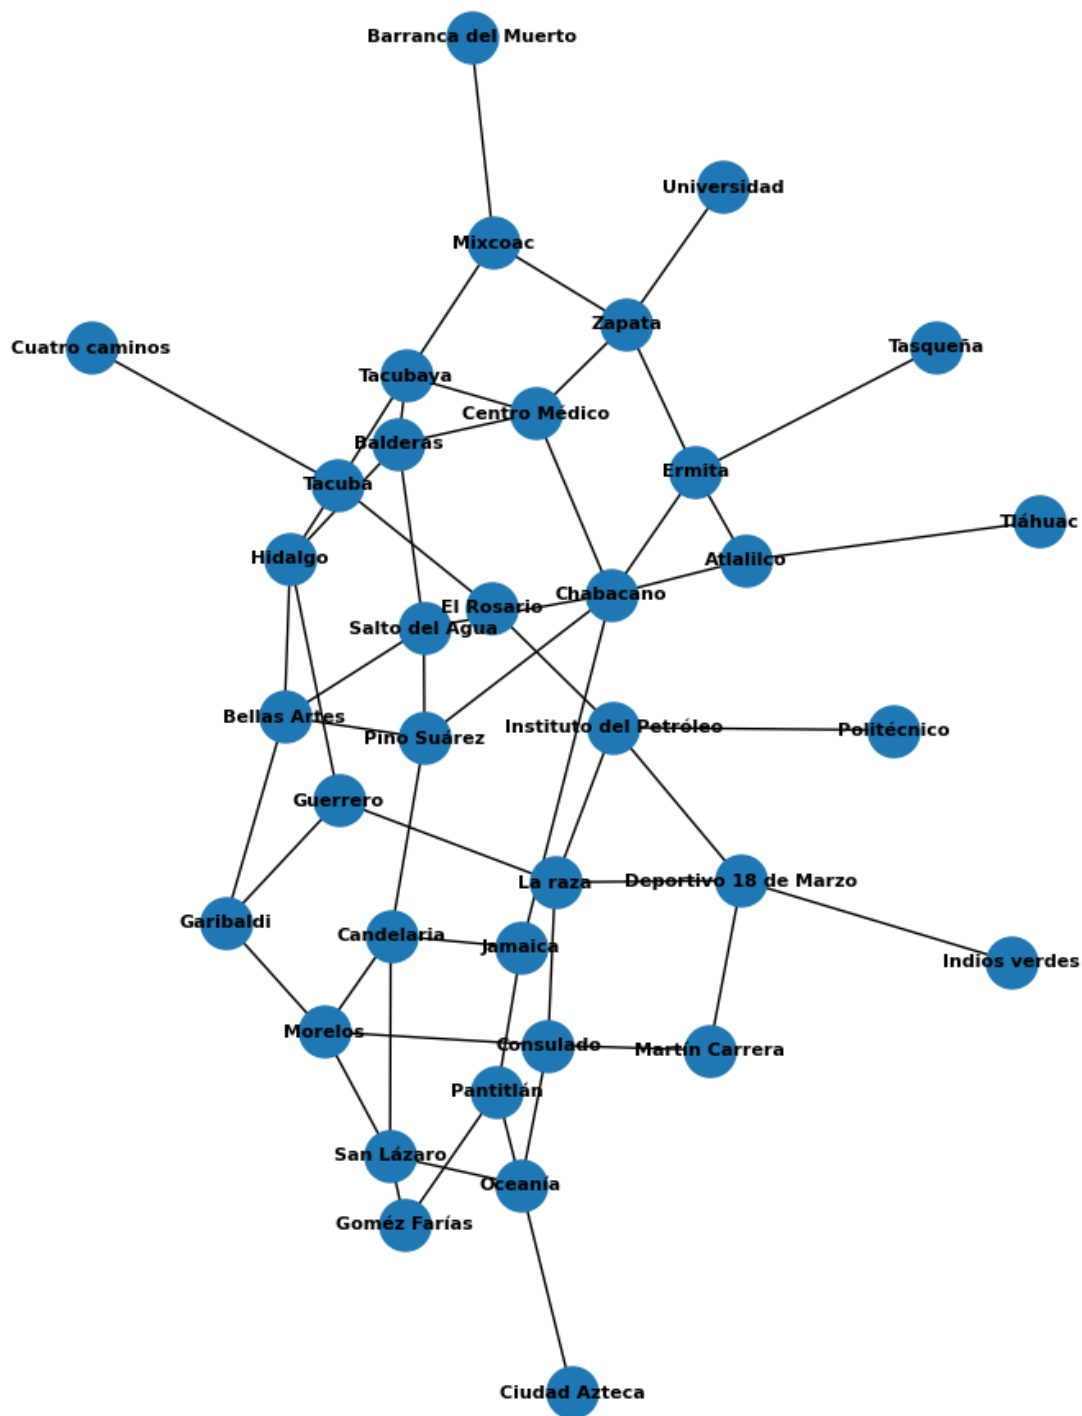 Barranca del Muerto
Universidad
Mixcoac
Zapata
Cuatro caminos
Tasqueña
Tacubaya
Centro Médico
Balderas
Ermita
Tacuba
Tláhuac
Hidalgo
Atlalilco
Chabacano
El Rosario
Salto del Agua
Bellas Artes
Instituto del Petróleo
Politécnico
Pino Suárez
Guerrero
La raza
Deportivo 18 de Marzo
Garibaldi
Candelaria
Jamaica
Indios verdes
Morelos
Consulado
Martín Carrera
Pantitlán
San Lázaro
Oceanía
Goméz Farías
Ciudad Azteca